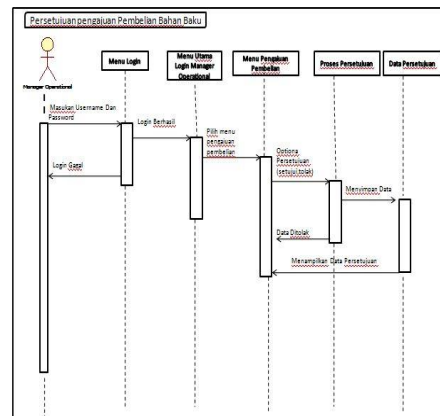 Persetujuan pengajuan Pembelian Bahan Baku
Menu Login
Menu Utama
Login Manager
Operational
Menu Pengajuan
Pembelian
Proses Persetujuan
Data Persetujuan
Manager Operational
Masukan Username Dan
Password
Login Berhasil
Pilih menu
pengajuan
pembelian
Optiona
Persetujuan
(setujui,tolak)
Login Gagal
Menyimpan Data
Data Ditolak
Menampilkan Data Persetujuan